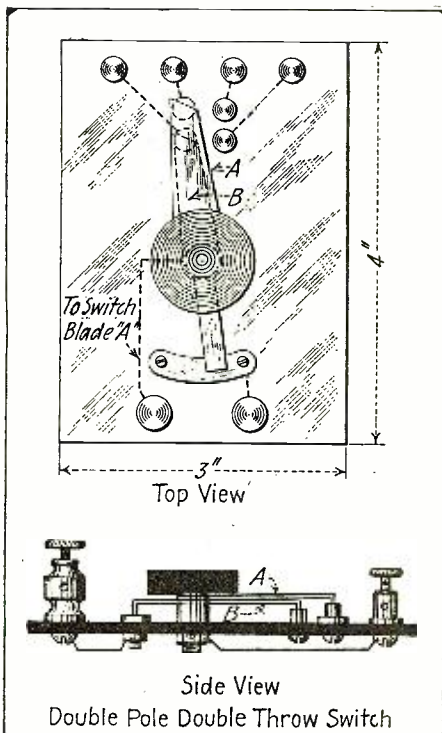 A
B
To Switch
Blade "A"
4"
3"
Top View
A
B
Side View
Double Pole Double Throw Switch